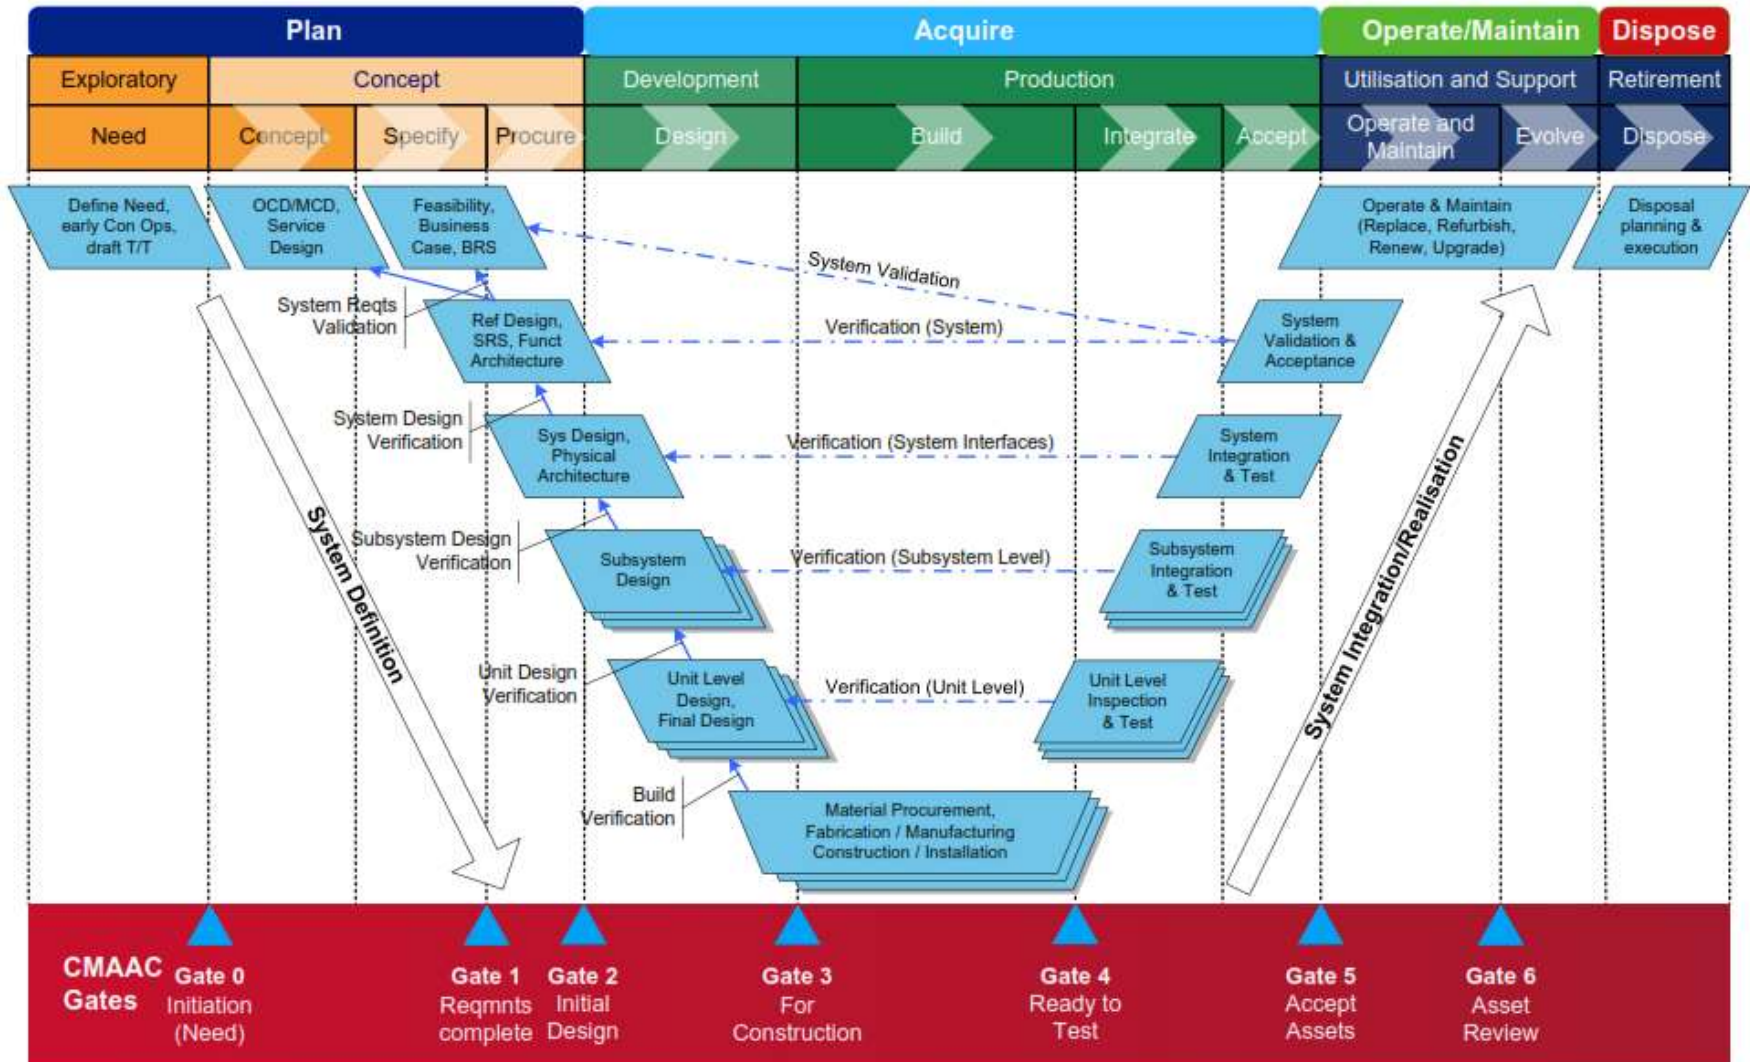 Plan
Acquire
Operate/Maintain
Dispose
Exploratory
Concept
Development
Production
Utilisation and Support
Retirement
Need
Concept
Specify
Procure
Design
Build
Integrate
Accept
Operate and
Maintain
Evolve
Dispose
Define Need,
early Con Ops,
draft T/T
OCD/MCD,
Service
Design
Feasibility,
Business
Case, BRS
Operate & Maintain
(Replace, Refurbish,
Renew, Upgrade)
Disposal
planning &
execution
System Validation
System Reqts
Validation
Ref Design,
SRS, Funct
Architecture
Verification (System)
System
Validation &
Acceptance
System Design
Verification
Sys Design,
Physical
Architecture
Verification (System Interfaces)
System
Integration
& Test
System Definition
Subsystem Design
Verification
Subsystem
Design
Verification (Subsystem Level)
Subsystem
Integration
& Test
System Integration/Realisation
Unit Design
Verification
Unit Level
Design,
Final Design
Verification (Unit Level)
Unit Level
Inspection
& Test
Build
Verification
Material Procurement,
Fabrication / Manufacturing
Construction / Installation
CMAAC
Gates
Gate 0
Initiation
(Need)
Gate 1
Reqmnts
complete
Gate 2
Initial
Design
Gate 3
For
Construction
Gate 4
Ready to
Test
Gate 5
Accept
Assets
Gate 6
Asset
Review